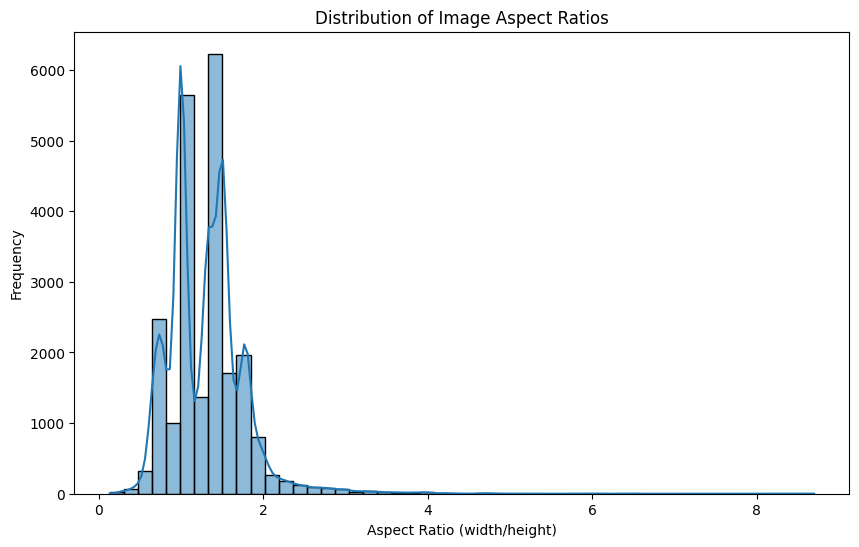 Distribution of Image Aspect Ratios
6000
5000
4000
3000
2000
1000
0
Frequency
0 2 4 6 8
Aspect Ratio (width/height)